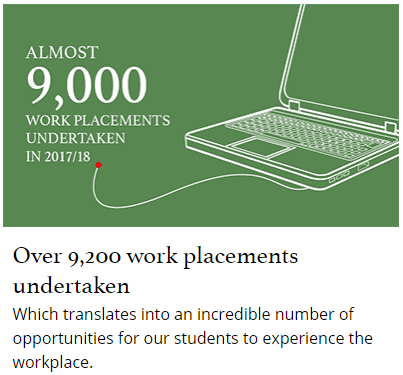 ALMOST
9,000
WORK PLACEMENTS
UNDERTAKEN
IN 2017/18
Over 9,200 work placements
undertaken
Which translates into an incredible number of
opportunities for our students to experience the
workplace.